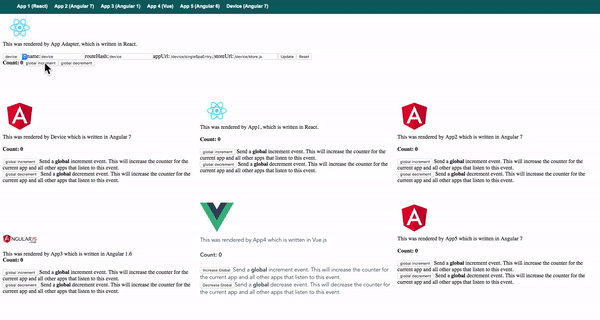 App 1 (React) App 2 (Angular 7) App 3 (Angular 1) App 4 (Vue) App 5 (Angular 6) Device (Angular 7)
This was rendered by App Adapter, which is written in React.
device name: device routeHash: device appUrl: /device/singleSpaEntry. storeUrl: /device/store.js Update Reset
Count: 0 global increment global decrement
This was rendered by Device which is written in Angular 7
Count: 0
global increment Send a global increment event. This will increase the counter for the
current app and all other apps that listen to this event.
global decrement Send a global decrement event. This will increase the counter for the
current app and all other apps that listen to this event.
This was rendered by App1, which is written in React.
Count: 0
global increment Send a global increment event. This will increase the counter for the
current app and all other apps that listen to this event.
global decrement Send a global decrement event. This will increase the counter for the
current app and all other apps that listen to this event.
This was rendered by App2 which is written in Angular 7
Count: 0
global increment Send a global increment event. This will increase the counter for the
current app and all other apps that listen to this event.
global decrement Send a global decrement event. This will increase the counter for the
current app and all other apps that listen to this event.
ANGULARJS
This was rendered by App3 which is written in Angular 1.6
Count: 0
global increment Send a global increment event. This will increase the counter for the
current app and all other apps that listen to this event.
global decrement Send a global decrement event. This will increase the counter for the
current app and all other apps that listen to this event.
This was rendered by App4 which is written in Vue.js
Count: 0
Increase Global Send a global increment event. This will increase the counter for
the current app and all other apps that listen to this event.
Decrease Global Send a global decrease event. This will decrease the counter for
the current app and all other apps that listen to this event.
This was rendered by App5 which is written in Angular 7
Count: 0
global increment Send a global increment event. This will increase the counter for the
current app and all other apps that listen to this event.
global decrement Send a global decrement event. This will increase the counter for the
current app and all other apps that listen to this event.